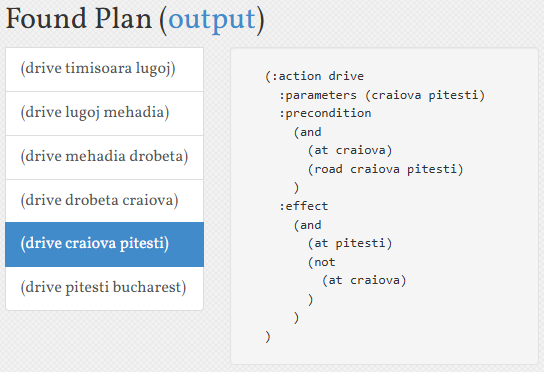 Found Plan (output)
(drive timisoara lugoj)
(drive lugoj mehadia)
(drive mehadia drobeta)
(drive drobeta craiova)
(drive craiova pitesti)
(drive pitesti bucharest)
(:action drive
  :parameters (craiova pitesti)
  :precondition
    (and
      (at craiova)
      (road craiova pitesti)
    )
  :effect
    (and
      (at pitesti)
      (not
        (at craiova)
      )
    )
)